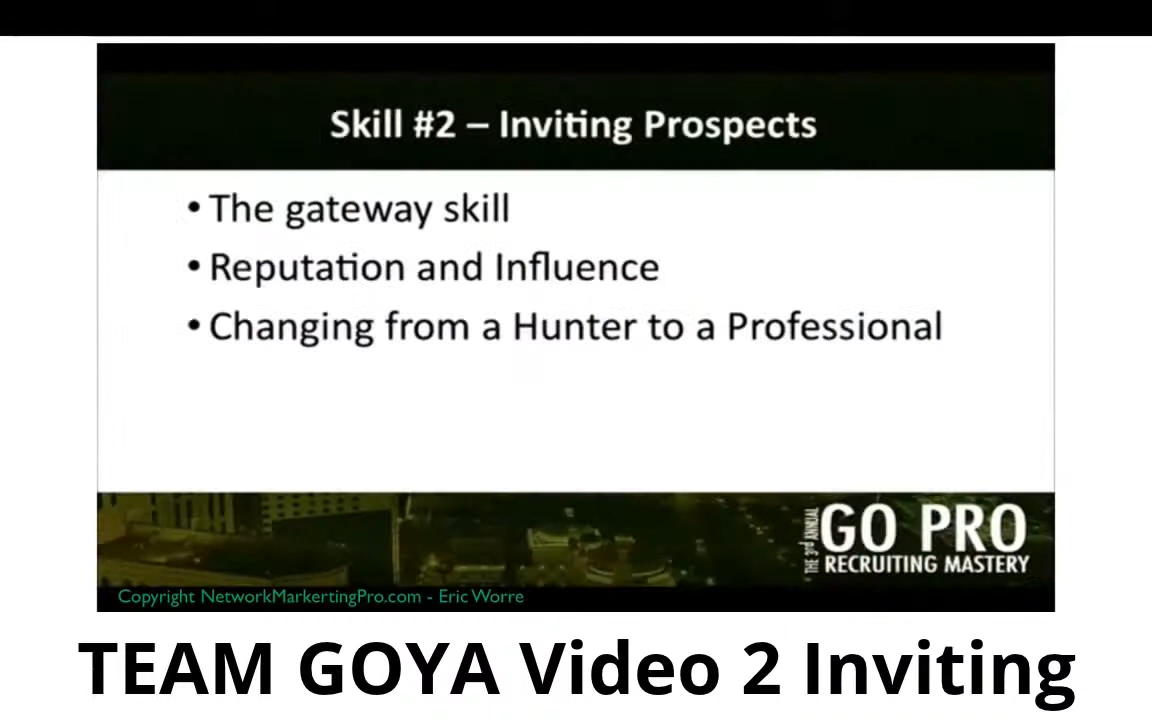 Skill #2 – Inviting Prospects
• The gateway skill
• Reputation and Influence
• Changing from a Hunter to a Professional
THE 3rd ANNUAL
GO PRO
RECRUITING MASTERY
Copyright NetworkMarkertingPro.com - Eric Worre
TEAM GOYA Video 2 Inviting